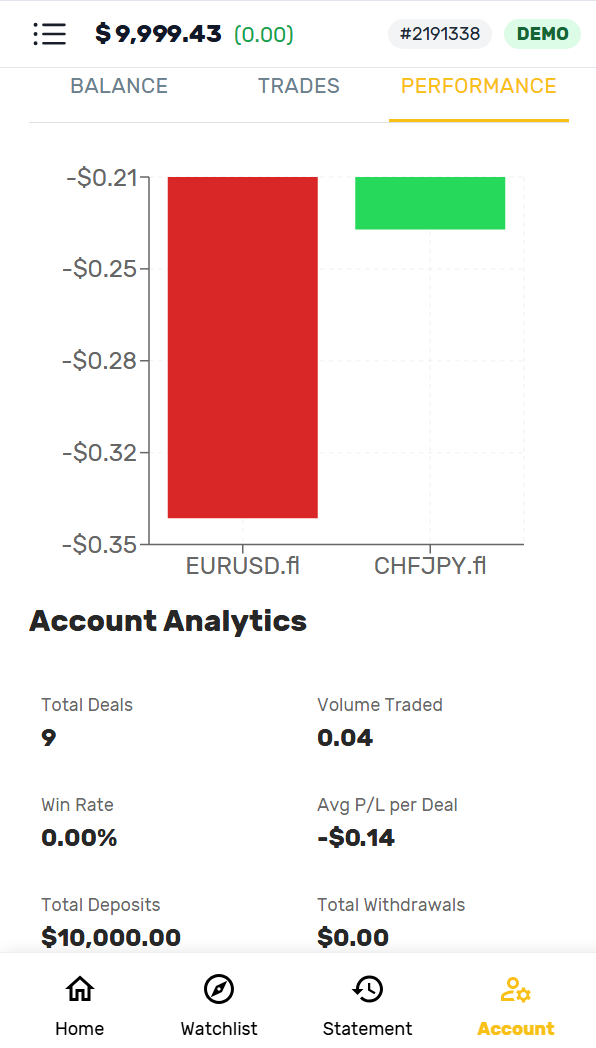 $ 9,999.43 (0.00) #2191338 DEMO
BALANCE TRADES PERFORMANCE
-$0.21
-$0.25
-$0.28
-$0.32
-$0.35
EURUSD.fl CHFJPY.fl
Account Analytics
Total Deals Volume Traded
9 0.04
Win Rate Avg P/L per Deal
0.00% -$0.14
Total Deposits Total Withdrawals
$10,000.00 $0.00
Home Watchlist Statement Account